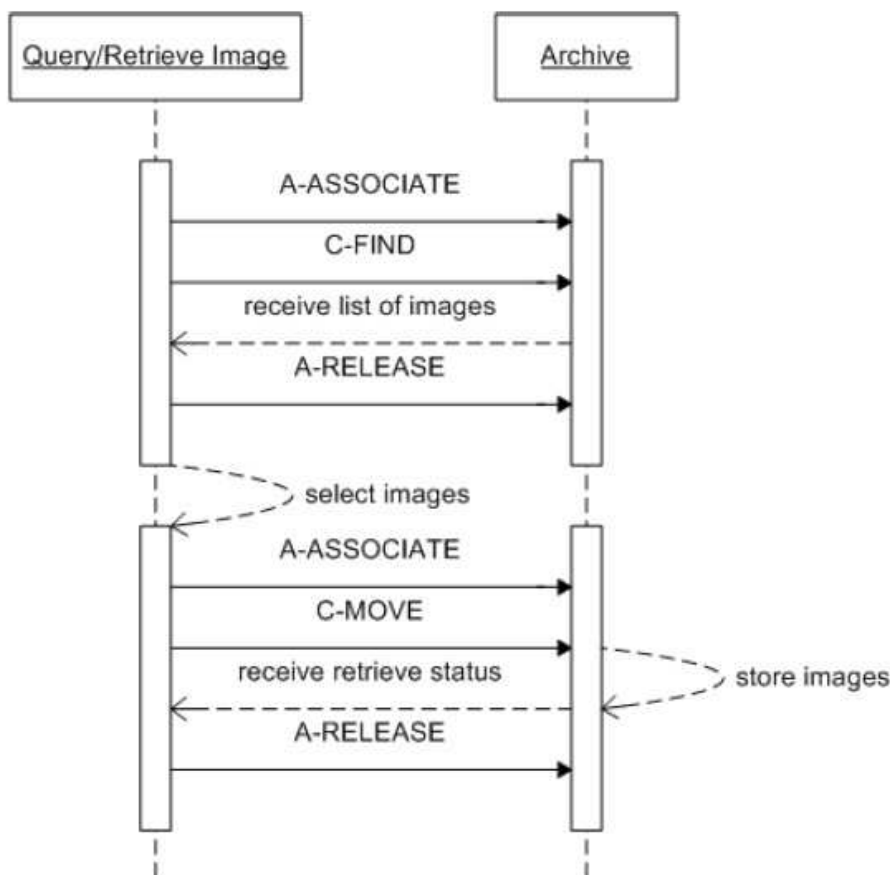 Query/Retrieve Image
Archive
A-ASSOCIATE
C-FIND
receive list of images
A-RELEASE
select images
A-ASSOCIATE
C-MOVE
receive retrieve status
store images
A-RELEASE